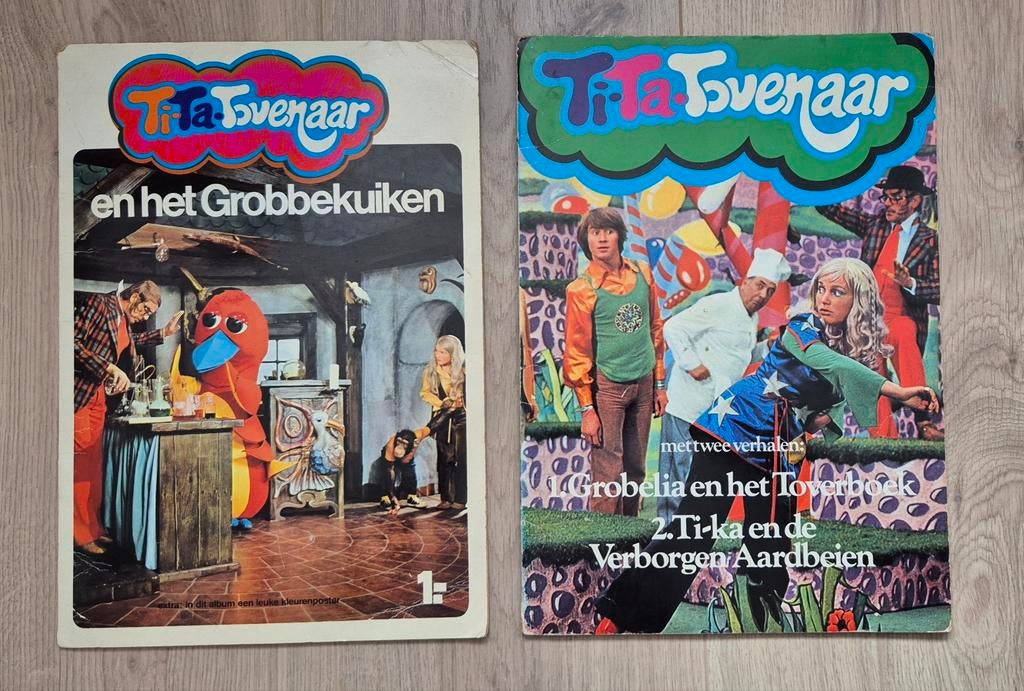 Ti-Ta-Tovenaar
en het Grobbekuiken
extra: in dit album een leuke kleurenposter
1.-
Ti-Ta-Tovenaar
met twee verhalen:
1. Grobelia en het Toverboek
2. Ti-ka en de
Verborgen Aardbeien